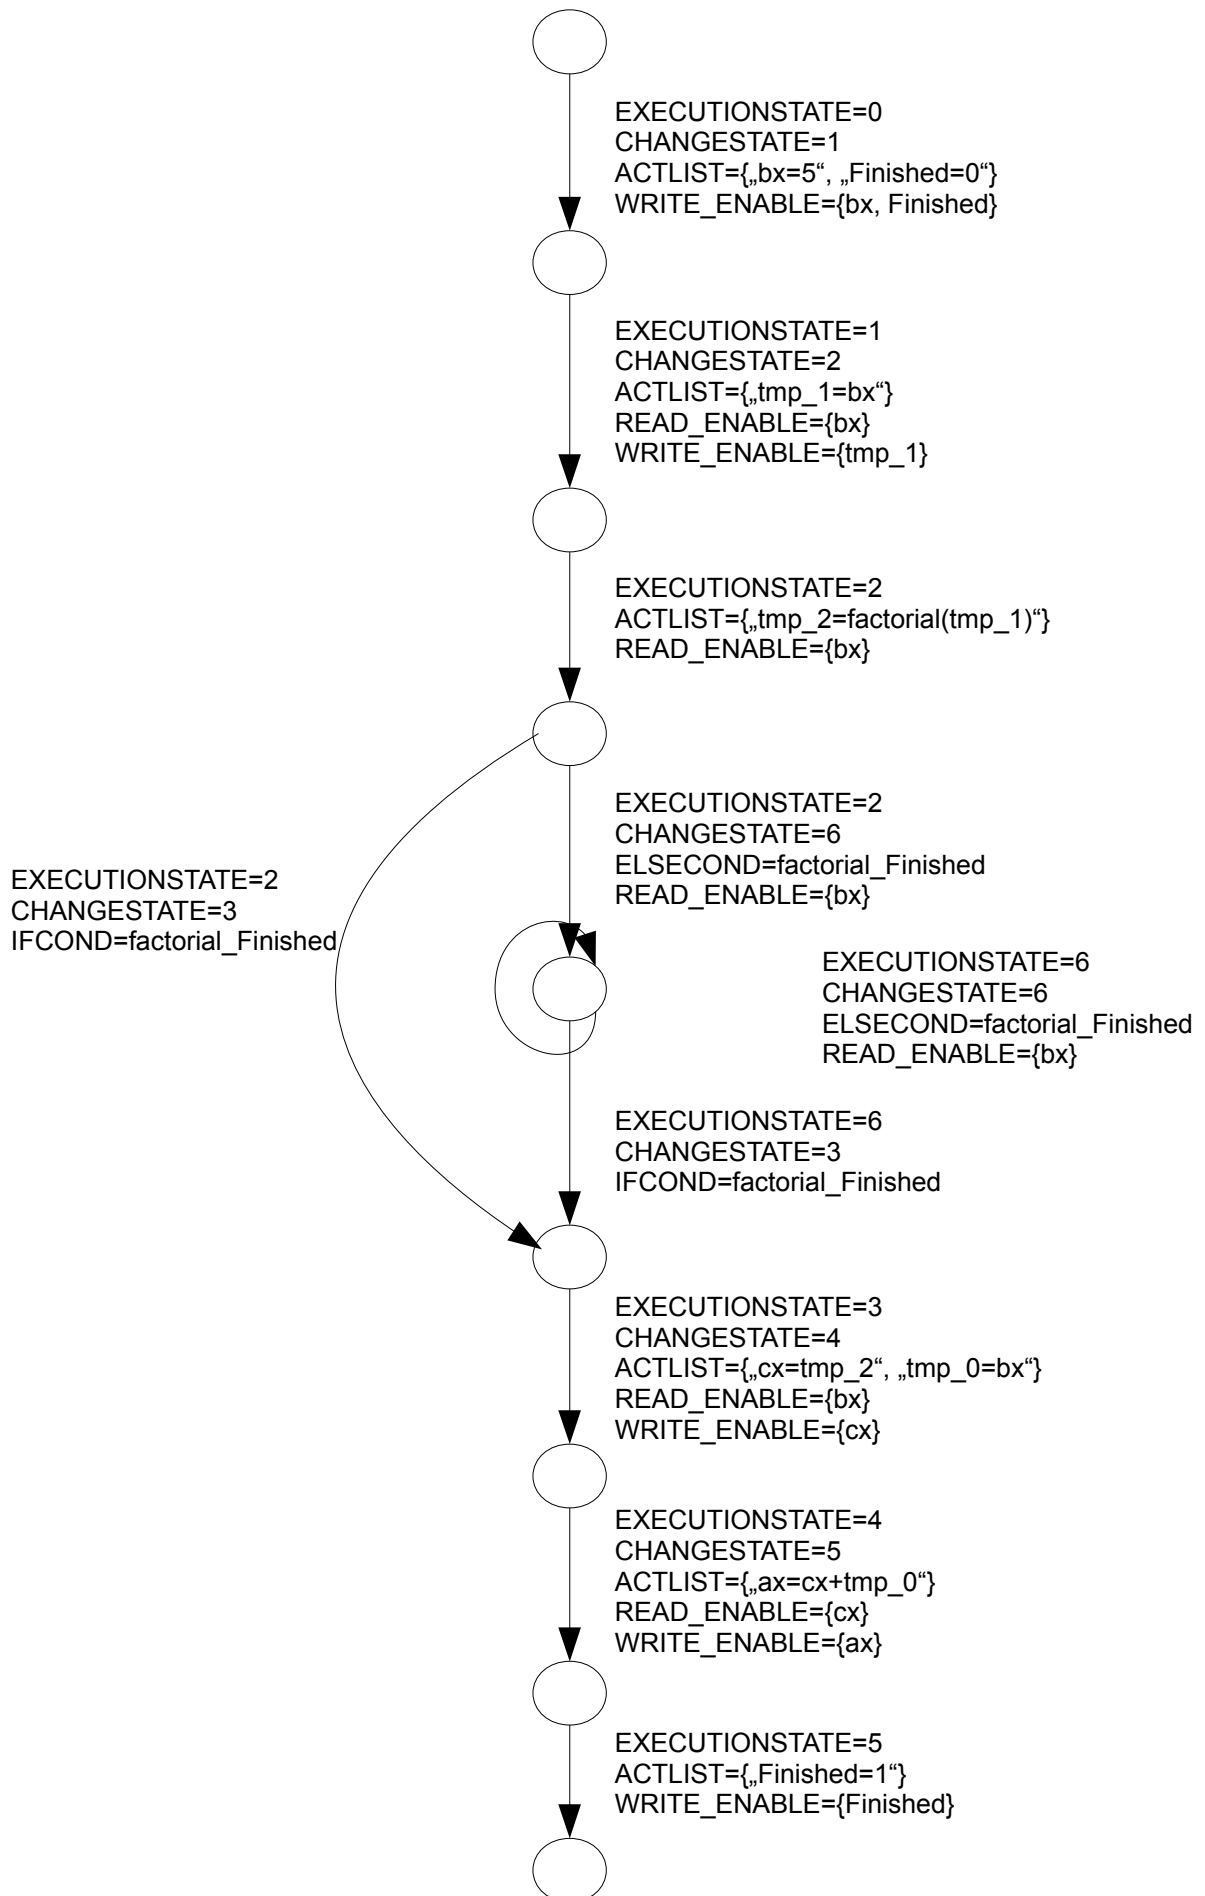 EXECUTIONSTATE=0
CHANGESTATE=1
ACTLIST={„bx=5“, „Finished=0“}
WRITE_ENABLE={bx, Finished}
EXECUTIONSTATE=1
CHANGESTATE=2
ACTLIST={„tmp_1=bx“}
READ_ENABLE={bx}
WRITE_ENABLE={tmp_1}
EXECUTIONSTATE=2
ACTLIST={„tmp_2=factorial(tmp_1)“}
READ_ENABLE={bx}
EXECUTIONSTATE=2
CHANGESTATE=6
ELSECOND=factorial_Finished
READ_ENABLE={bx}
EXECUTIONSTATE=2
CHANGESTATE=3
IFCOND=factorial_Finished
EXECUTIONSTATE=6
CHANGESTATE=6
ELSECOND=factorial_Finished
READ_ENABLE={bx}
EXECUTIONSTATE=6
CHANGESTATE=3
IFCOND=factorial_Finished
EXECUTIONSTATE=3
CHANGESTATE=4
ACTLIST={„cx=tmp_2“, „tmp_0=bx“}
READ_ENABLE={bx}
WRITE_ENABLE={cx}
EXECUTIONSTATE=4
CHANGESTATE=5
ACTLIST={„ax=cx+tmp_0“}
READ_ENABLE={cx}
WRITE_ENABLE={ax}
EXECUTIONSTATE=5
ACTLIST={„Finished=1“}
WRITE_ENABLE={Finished}